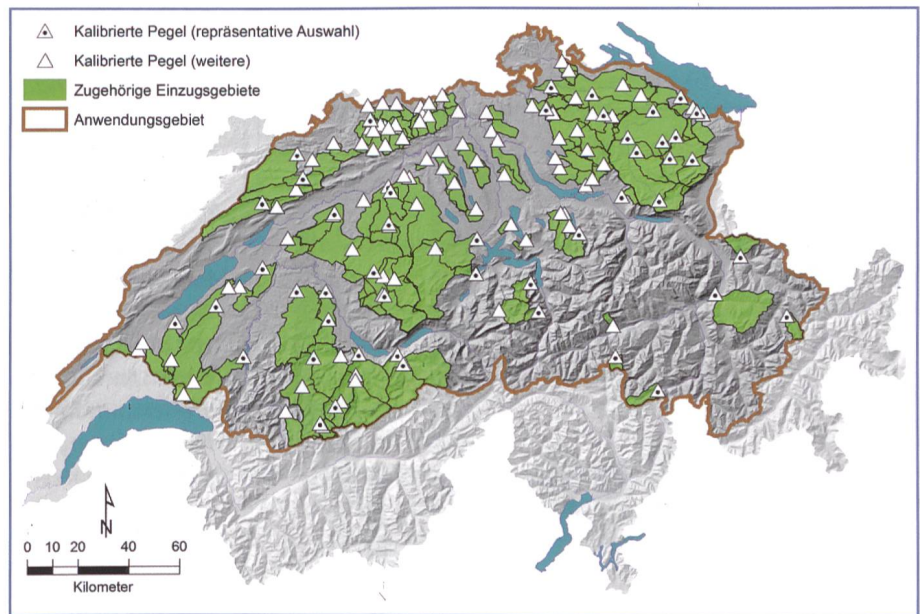 Kalibrierte Pegel (repräsentative Auswahl)
Kalibrierte Pegel (weitere)
Zugehörige Einzugsgebiete
Anwendungsgebiet
N
0 10 20 40 60
Kilometer